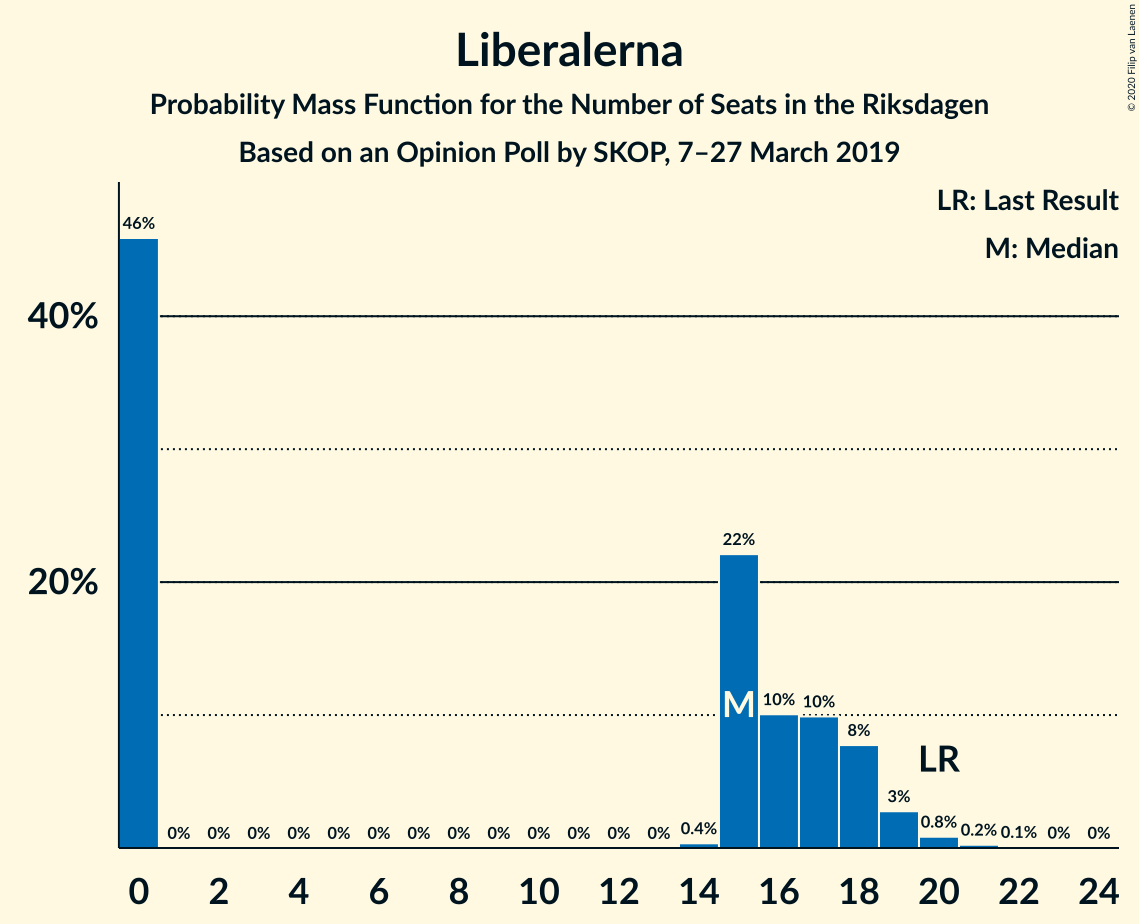 Liberalerna
Probability Mass Function for the Number of Seats in the Riksdagen
Based on an Opinion Poll by SKOP, 7–27 March 2019
© 2020 Filip van Laenen
LR: Last Result
M: Median
46%
40%
22%
20%
M
10%
10%
8%
LR
3%
0% 0% 0% 0% 0% 0% 0% 0% 0% 0% 0% 0% 0% 0.4% 0.8% 0.2% 0.1% 0% 0%
0 2 4 6 8 10 12 14 16 18 20 22 24